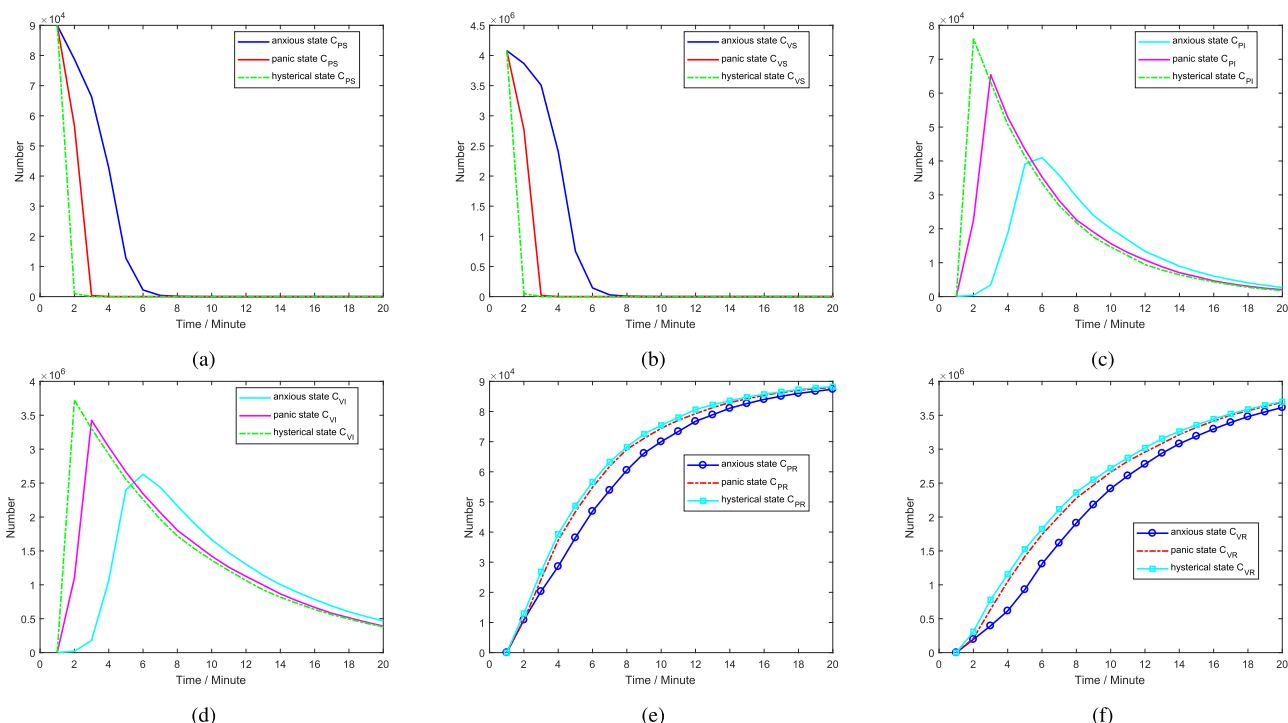 ×10⁴
9
8
7
6
5
4
3
2
1
0
Number
0 2 4 6 8 10 12 14 16 18 20
Time / Minute
anxious state C_PS
panic state C_PS
hysterical state C_PS
(a)
×10⁶
4.5
4
3.5
3
2.5
2
1.5
1
0.5
0
Number
0 2 4 6 8 10 12 14 16 18 20
Time / Minute
anxious state C_VS
panic state C_VS
hysterical state C_VS
(b)
×10⁴
8
7
6
5
4
3
2
1
0
Number
0 2 4 6 8 10 12 14 16 18 20
Time / Minute
anxious state C_PI
panic state C_PI
hysterical state C_PI
(c)
×10⁶
4
3.5
3
2.5
2
1.5
1
0.5
0
Number
0 2 4 6 8 10 12 14 16 18 20
Time / Minute
anxious state C_VI
panic state C_VI
hysterical state C_VI
(d)
×10⁴
9
8
7
6
5
4
3
2
1
0
Number
0 2 4 6 8 10 12 14 16 18 20
Time / Minute
anxious state C_PR
panic state C_PR
hysterical state C_PR
(e)
×10⁶
4
3.5
3
2.5
2
1.5
1
0.5
0
Number
0 2 4 6 8 10 12 14 16 18 20
Time / Minute
anxious state C_VR
panic state C_VR
hysterical state C_VR
(f)